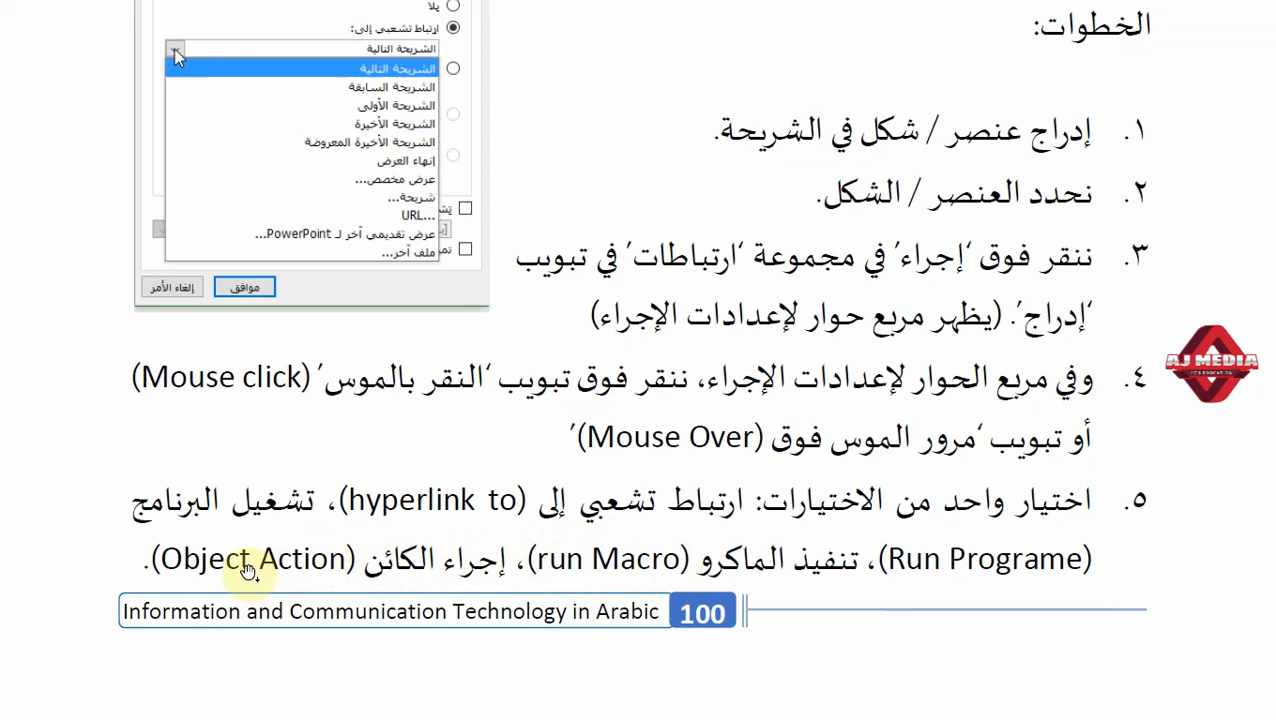 يلا
ارتباط تشعبي إلى:
الشريحة التالية
الشريحة التالية
الشريحة السابقة
الشريحة الأولى
الشريحة الأخيرة
الشريحة الأخيرة المعروضة
إنهاء العرض
عرض مخصص...
شريحة...
URL...
عرض تقديمي آخر لـ PowerPoint...
ملف آخر...
موافق
إلغاء الأمر
الخطوات:
١. إدراج عنصر / شكل في الشريحة.
٢. نحدد العنصر / الشكل.
٣. ننقر فوق ‘إجراء’ في مجموعة ‘ارتباطات’ في تبويب
‘إدراج’. (يظهر مربع حوار لإعدادات الإجراء)
٤. وفي مربع الحوار لإعدادات الإجراء، ننقر فوق تبويب ‘النقر بالموس’ (Mouse click)
أو تبويب ‘مرور الموس فوق (Mouse Over)’
٥. اختيار واحد من الاختيارات: ارتباط تشعبي إلى (hyperlink to)، تشغيل البرنامج
(Run Programe)، تنفيذ الماكرو (run Macro)، إجراء الكائن (Object Action).
Information and Communication Technology in Arabic 100
AJ MEDIA
FOR EDUCATION